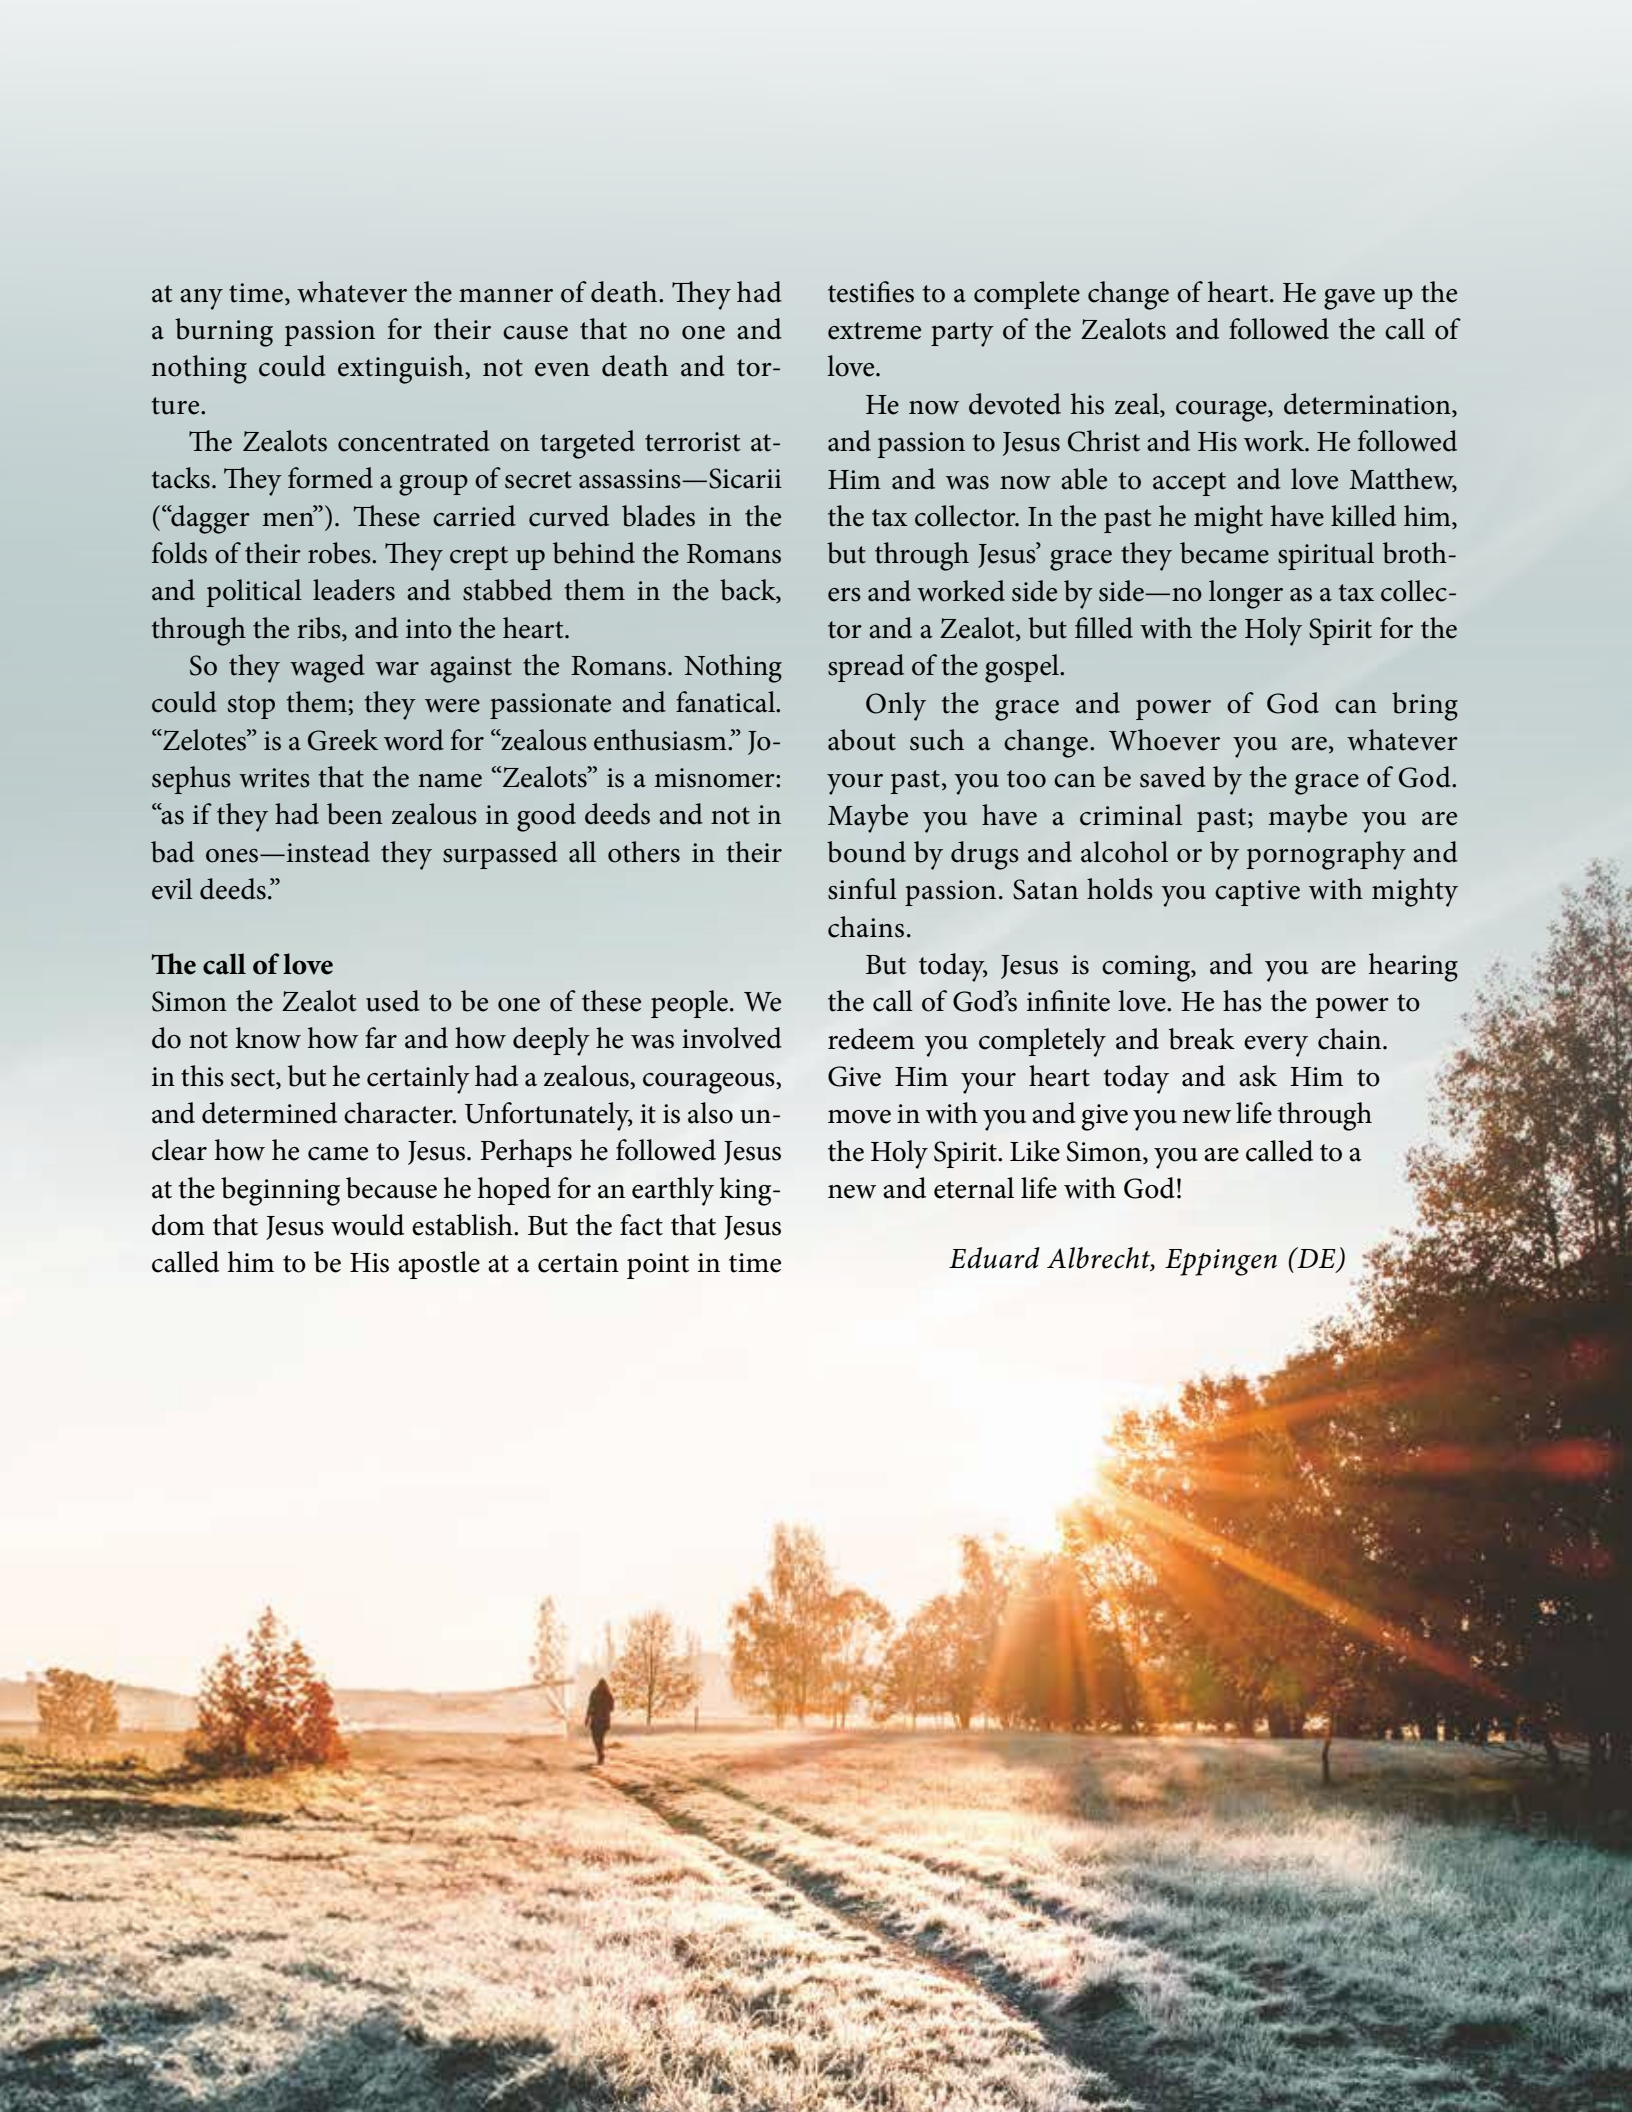 at any time, whatever the manner of death. They had
a burning passion for their cause that no one and
nothing could extinguish, not even death and tor-
ture.
The Zealots concentrated on targeted terrorist at-
tacks. They formed a group of secret assassins—Sicarii
(“dagger men”). These carried curved blades in the
folds of their robes. They crept up behind the Romans
and political leaders and stabbed them in the back,
through the ribs, and into the heart.
So they waged war against the Romans. Nothing
could stop them; they were passionate and fanatical.
“Zelotes” is a Greek word for “zealous enthusiasm.” Jo-
sephus writes that the name “Zealots” is a misnomer:
“as if they had been zealous in good deeds and not in
bad ones—instead they surpassed all others in their
evil deeds.”
The call of love
Simon the Zealot used to be one of these people. We
do not know how far and how deeply he was involved
in this sect, but he certainly had a zealous, courageous,
and determined character. Unfortunately, it is also un-
clear how he came to Jesus. Perhaps he followed Jesus
at the beginning because he hoped for an earthly king-
dom that Jesus would establish. But the fact that Jesus
called him to be His apostle at a certain point in time
testifies to a complete change of heart. He gave up the
extreme party of the Zealots and followed the call of
love.
He now devoted his zeal, courage, determination,
and passion to Jesus Christ and His work. He followed
Him and was now able to accept and love Matthew,
the tax collector. In the past he might have killed him,
but through Jesus’ grace they became spiritual broth-
ers and worked side by side—no longer as a tax collec-
tor and a Zealot, but filled with the Holy Spirit for the
spread of the gospel.
Only the grace and power of God can bring
about such a change. Whoever you are, whatever
your past, you too can be saved by the grace of God.
Maybe you have a criminal past; maybe you are
bound by drugs and alcohol or by pornography and
sinful passion. Satan holds you captive with mighty
chains.
But today, Jesus is coming, and you are hearing
the call of God’s infinite love. He has the power to
redeem you completely and break every chain.
Give Him your heart today and ask Him to
move in with you and give you new life through
the Holy Spirit. Like Simon, you are called to a
new and eternal life with God!
Eduard Albrecht, Eppingen (DE)